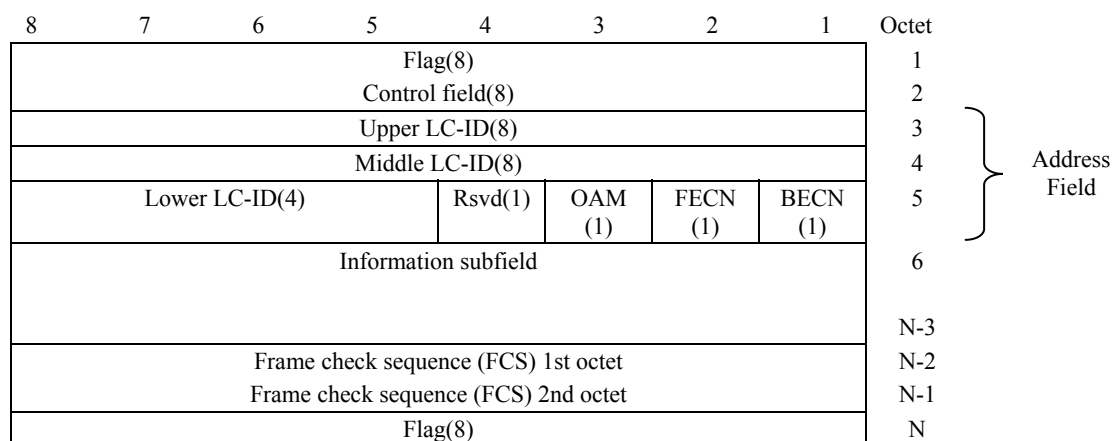 8 7 6 5 4 3 2 1 Octet
Flag(8) 1
Control field(8) 2
Upper LC-ID(8) 3
Middle LC-ID(8) 4
Address
Field
Lower LC-ID(4) Rsvd(1) OAM (1) FECN (1) BECN (1) 5
Information subfield 6
N-3
Frame check sequence (FCS) 1st octet N-2
Frame check sequence (FCS) 2nd octet N-1
Flag(8) N